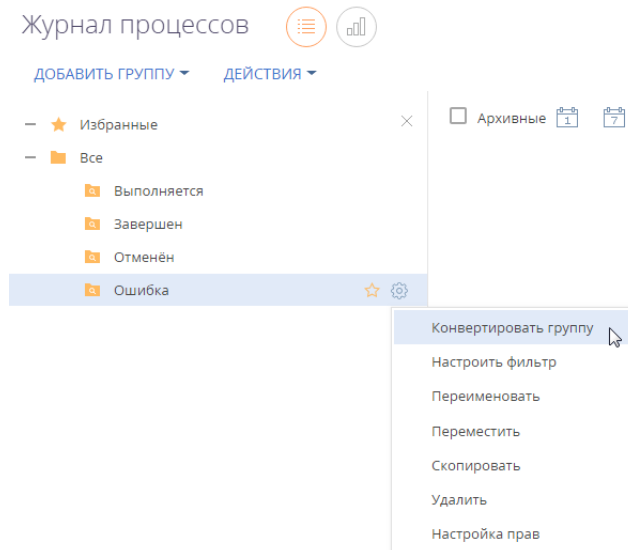 Журнал процессов
ДОБАВИТЬ ГРУППУ ДЕЙСТВИЯ
Избранные
Архивные 1 7
Все
Выполняется
Завершен
Отменён
Ошибка
Конвертировать группу
Настроить фильтр
Переименовать
Переместить
Скопировать
Удалить
Настройка прав